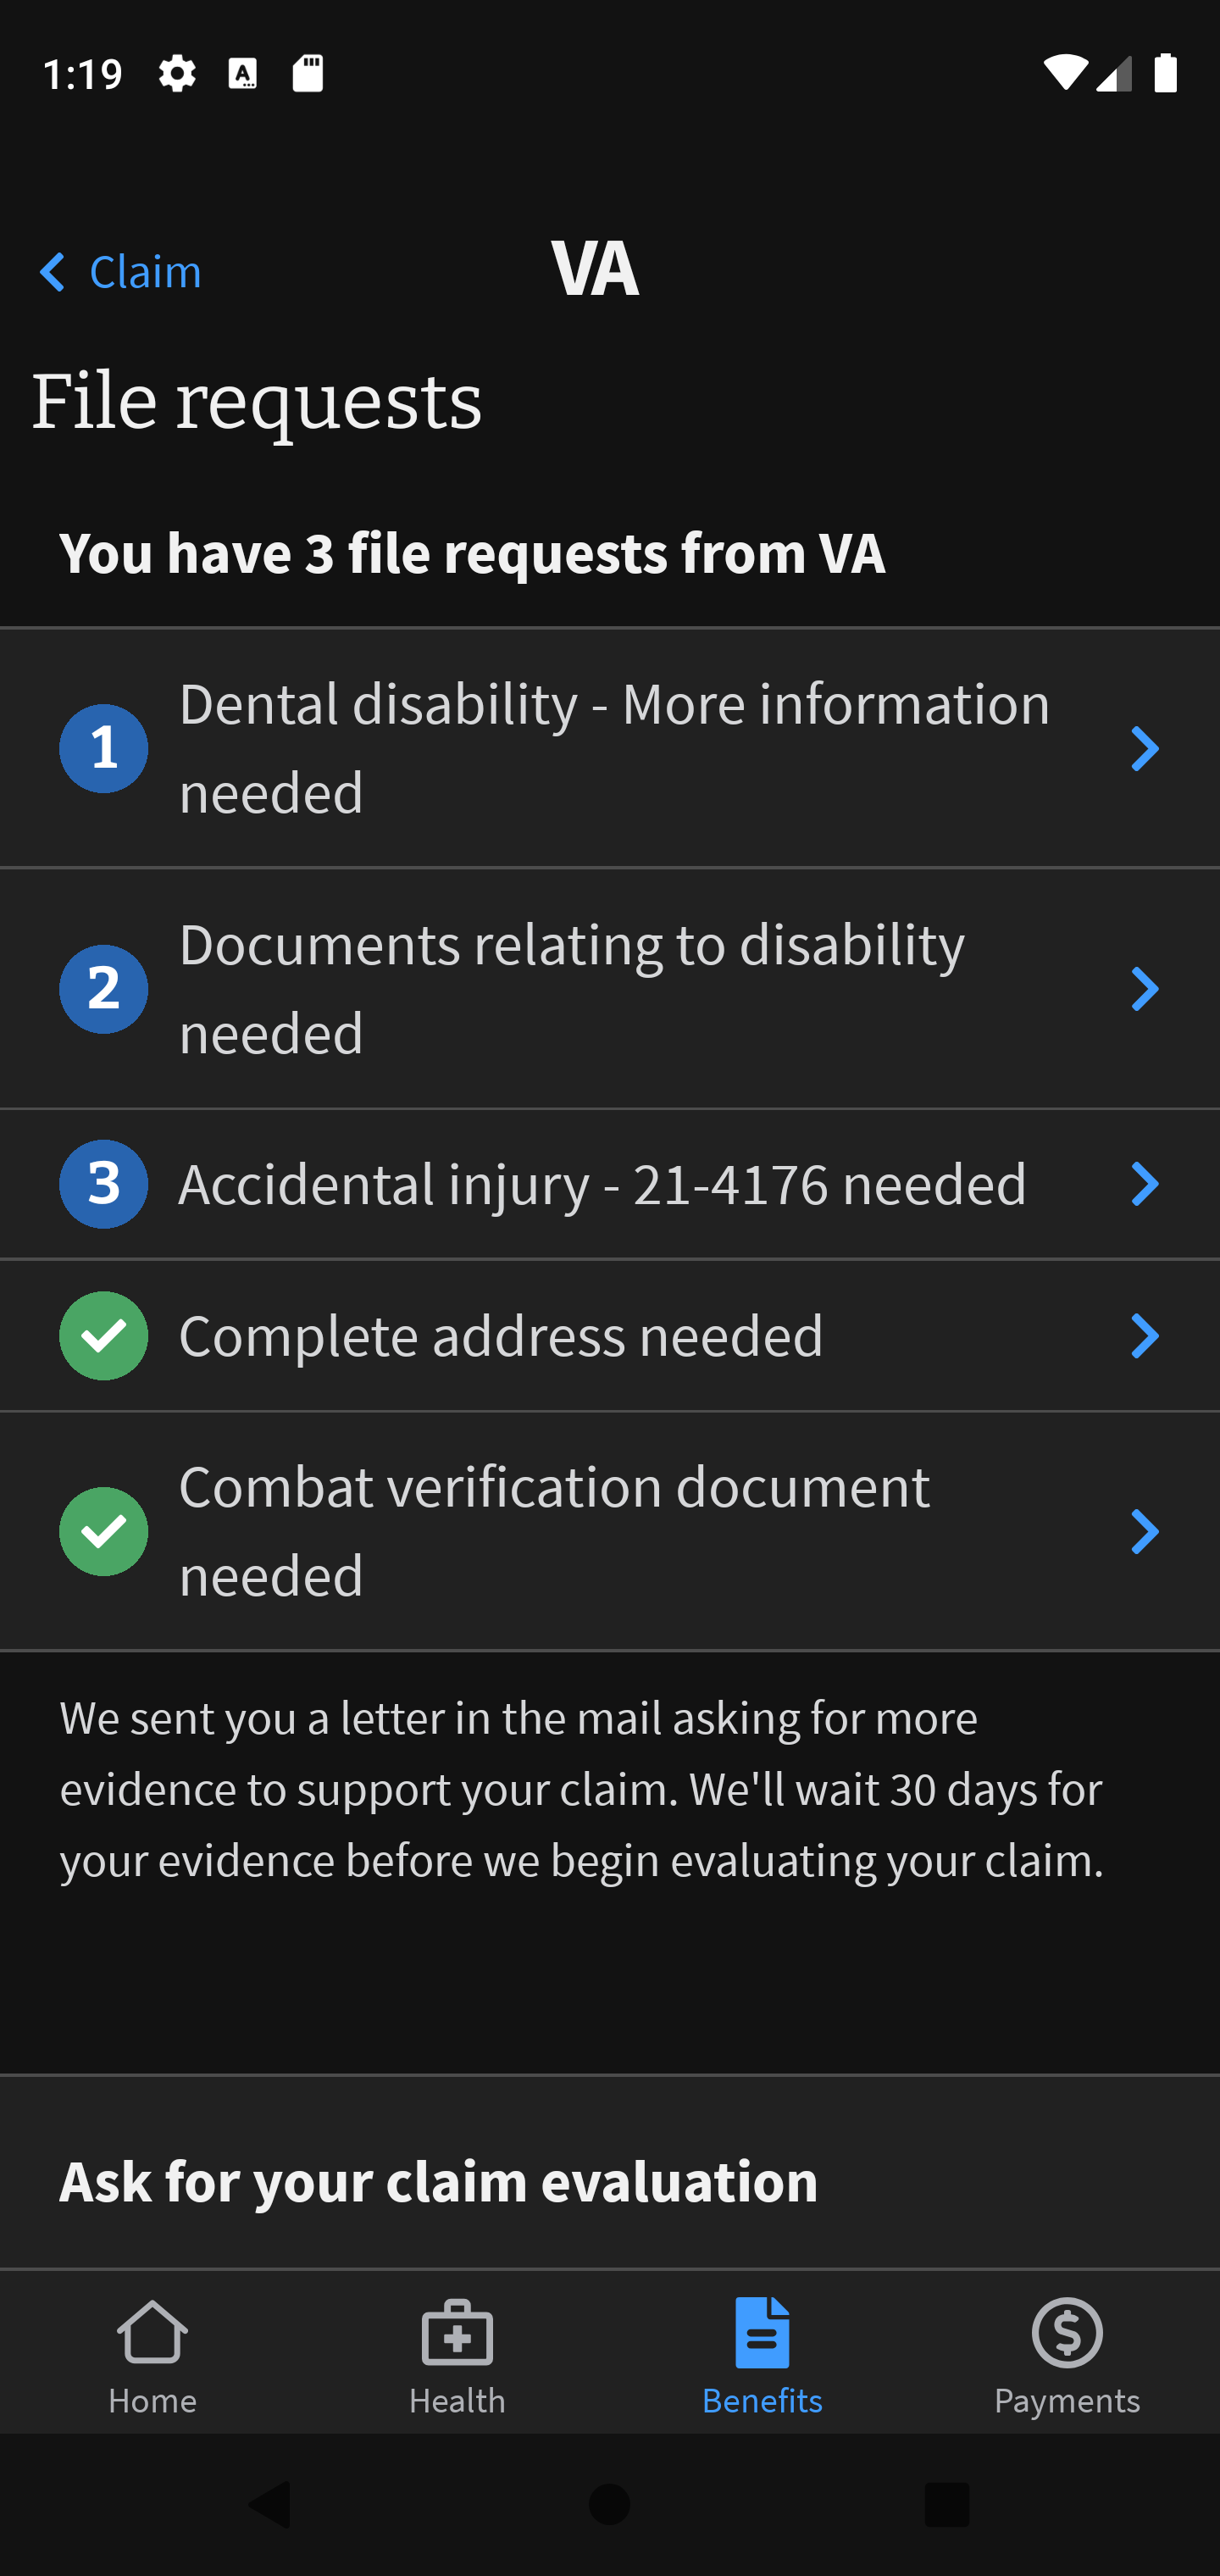 1:19
Claim
VA
File requests
You have 3 file requests from VA
1
Dental disability - More information
needed
2
Documents relating to disability
needed
3
Accidental injury - 21-4176 needed
Complete address needed
Combat verification document
needed
We sent you a letter in the mail asking for more
evidence to support your claim. We'll wait 30 days for
your evidence before we begin evaluating your claim.
Ask for your claim evaluation
Home
Health
Benefits
Payments